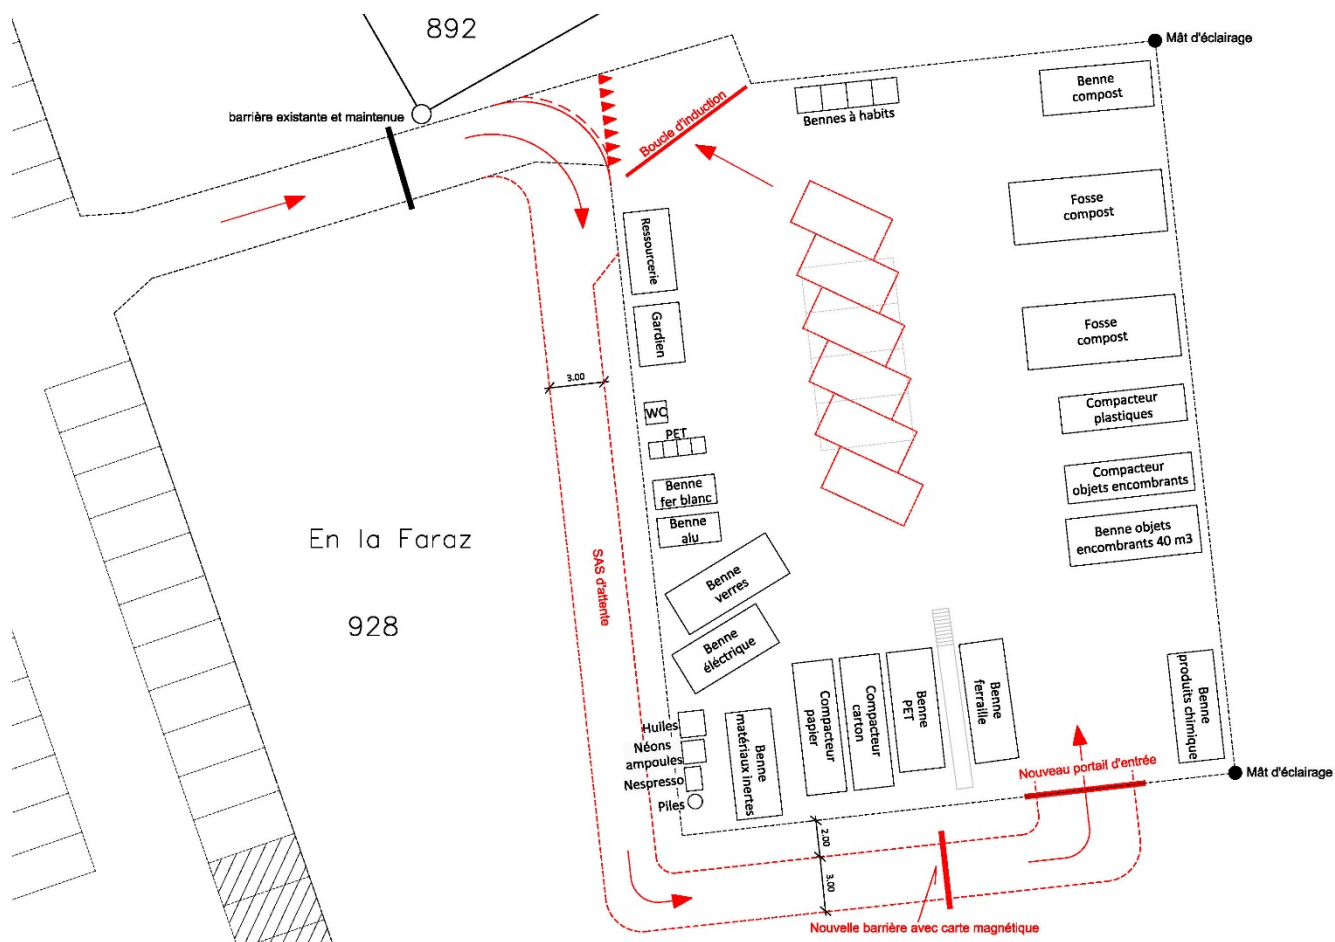 892
Mât d'éclairage
barrière existante et maintenue
Boucle d'induction
Bennes à habits
Benne
compost
Fosse
compost
Ressourcerie
Gardien
Fosse
compost
3.00
WC
PET
Compacteur
plastiques
Benne
fer blanc
Compacteur
objets encombrants
Benne
alu
Benne objets
encombrants 40 m3
En la Faraz
928
SAS d'attente
Benne
verres
Benne
éléctrique
Huiles
Néons
ampoules
Nespresso
Piles
Benne
matériaux inertes
Compacteur
papier
Compacteur
carton
Benne
PET
Benne
ferraille
Benne
produits chimique
Nouveau portail d'entrée
Mât d'éclairage
2.00
3.00
Nouvelle barrière avec carte magnétique